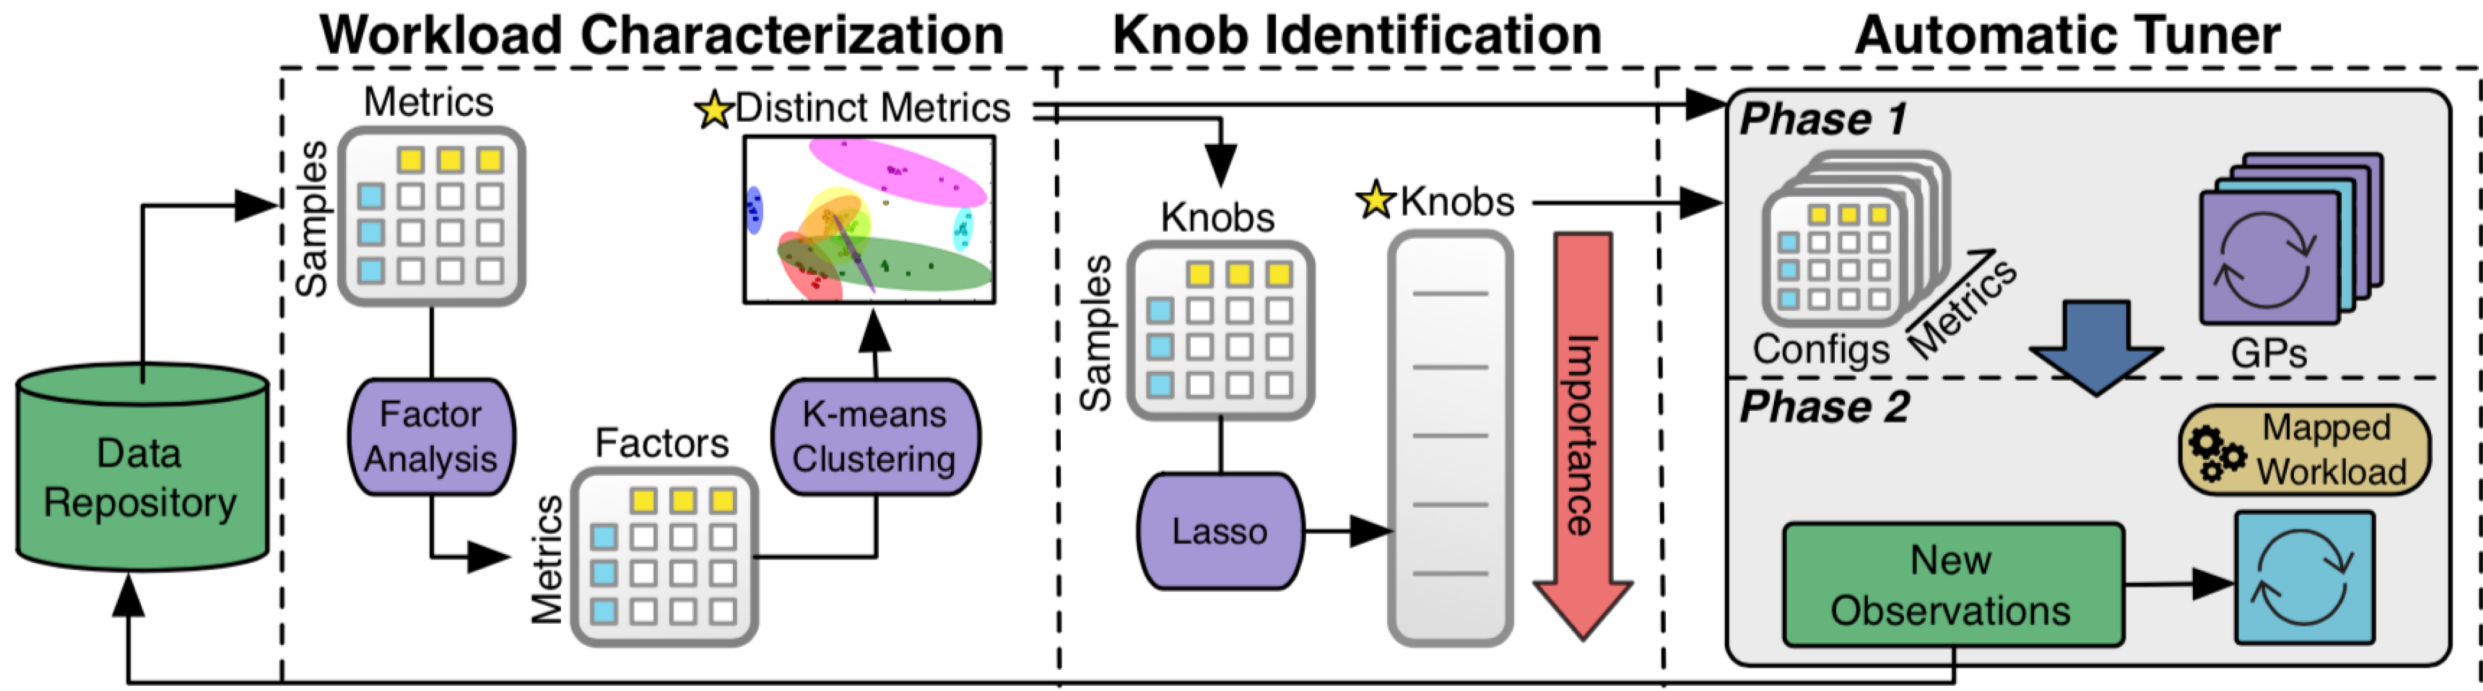 Workload Characterization
Knob Identification
Automatic Tuner
Data
Repository
Metrics
Samples
Factor
Analysis
Factors
Metrics
K-means
Clustering
Distinct Metrics
Knobs
Samples
Lasso
Knobs
Importance
Phase 1
Configs
Metrics
GPs
Phase 2
Mapped
Workload
New
Observations